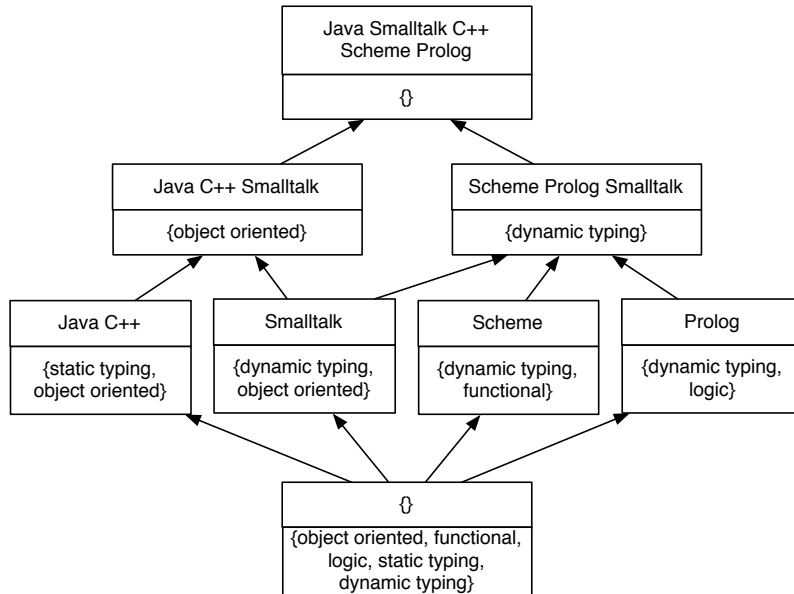 Java Smalltalk C++
Scheme Prolog
{}
Java C++ Smalltalk
{object oriented}
Scheme Prolog Smalltalk
{dynamic typing}
Java C++
{static typing,
object oriented}
Smalltalk
{dynamic typing,
object oriented}
Scheme
{dynamic typing,
functional}
Prolog
{dynamic typing,
logic}
{}
{object oriented, functional,
logic, static typing,
dynamic typing}